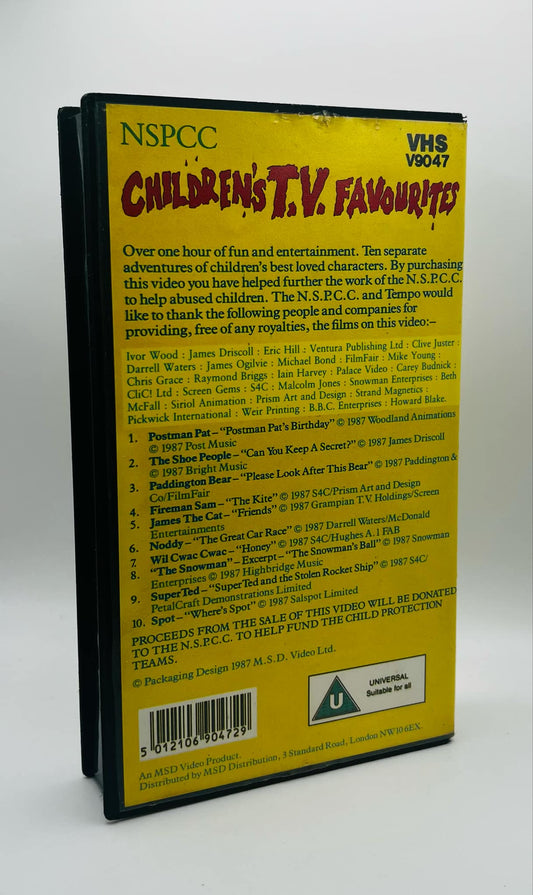 NSPCC
VHS
V9047
CHILDREN'S T.V. FAVOURITES
Over one hour of fun and entertainment. Ten separate
adventures of children's best loved characters. By purchasing
this video you have helped further the work of the N.S.P.C.C.
to help abused children. The N.S.P.C.C. and Tempo would
like to thank the following people and companies for
providing, free of any royalties, the films on this video:–
Ivor Wood : James Driscoll : Eric Hill : Ventura Publishing Ltd : Clive Juster :
Darrell Waters : James Ogilvie : Michael Bond : FilmFair : Mike Young :
Chris Grace : Raymond Briggs : Iain Harvey : Palace Video : Carey Budnick :
CliC! Ltd : Screen Gems : S4C : Malcolm Jones : Snowman Enterprises : Beth
McFall : Siriol Animation : Prism Art and Design : Strand Magnetics :
Pickwick International : Weir Printing : B.B.C. Enterprises : Howard Blake.
1. Postman Pat – "Postman Pat's Birthday" © 1987 Woodland Animations
© 1987 Post Music
2. The Shoe People – "Can You Keep A Secret?" © 1987 James Driscoll
© 1987 Bright Music
3. Paddington Bear – "Please Look After This Bear" © 1987 Paddington &
Co/FilmFair
4. Fireman Sam – "The Kite" © 1987 S4C/Prism Art and Design
5. James The Cat – "Friends" © 1987 Grampian T.V. Holdings/Screen
Entertainments
6. Noddy – "The Great Car Race" © 1987 Darrell Waters/McDonald
7. Wil Cwac Cwac – "Honey" © 1987 S4C/Hughes A.1 FAB
8. "The Snowman" – Excerpt – "The Snowman's Ball" © 1987 Snowman
Enterprises © 1987 Highbridge Music
9. SuperTed – "SuperTed and the Stolen Rocket Ship" © 1987 S4C/
PetalCraft Demonstrations Limited
10. Spot – "Where's Spot" © 1987 Salspot Limited
PROCEEDS FROM THE SALE OF THIS VIDEO WILL BE DONATED
TO THE N.S.P.C.C. TO HELP FUND THE CHILD PROTECTION
TEAMS.
© Packaging Design 1987 M.S.D. Video Ltd.
5 012106 904729
U
UNIVERSAL
Suitable for all
An MSD Video Product.
Distributed by MSD Distribution, 3 Standard Road, London NW10 6EX.